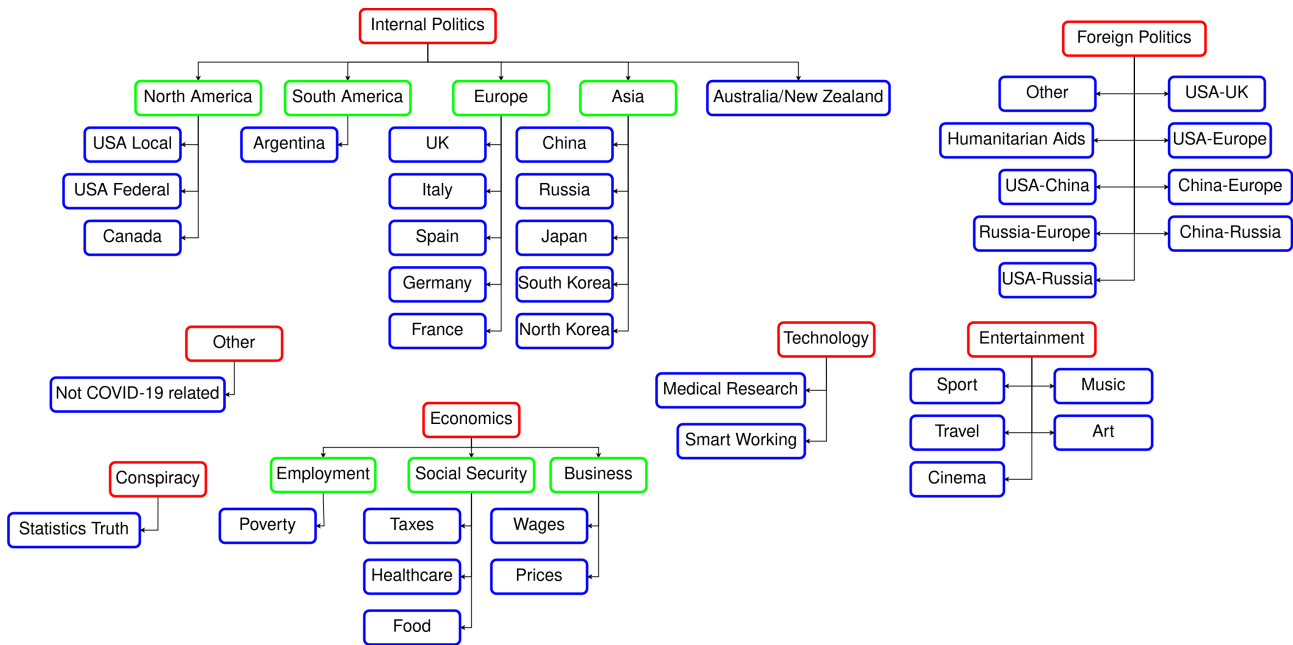 Internal Politics
North America
South America
Europe
Asia
Australia/New Zealand
USA Local
USA Federal
Canada
Argentina
UK
Italy
Spain
Germany
France
China
Russia
Japan
South Korea
North Korea
Foreign Politics
Other
USA-UK
Humanitarian Aids
USA-Europe
USA-China
China-Europe
Russia-Europe
China-Russia
USA-Russia
Other
Not COVID-19 related
Technology
Medical Research
Smart Working
Entertainment
Sport
Music
Travel
Art
Cinema
Economics
Employment
Social Security
Business
Poverty
Taxes
Healthcare
Food
Wages
Prices
Conspiracy
Statistics Truth